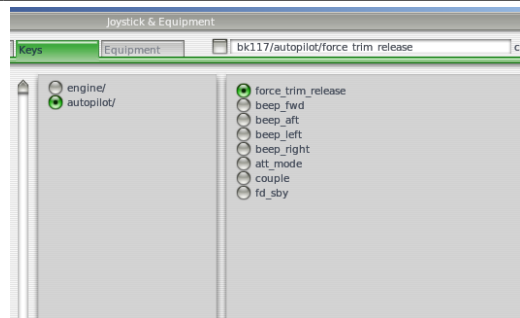 Joystick & Equipment
Keys
Equipment
bk117/autopilot/force_trim_release
c
engine/
autopilot/
force_trim_release
beep_fwd
beep_aft
beep_left
beep_right
att_mode
couple
fd_sby